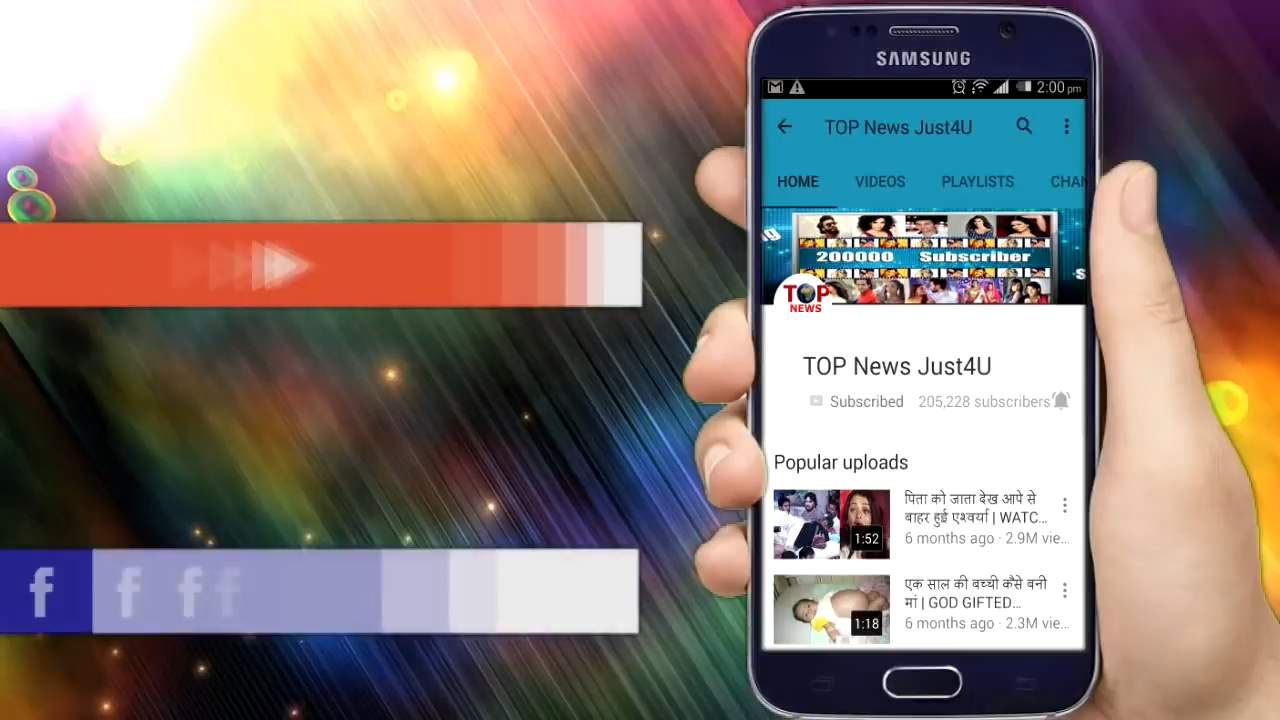 SAMSUNG
2:00 pm
TOP News Just4U
HOME VIDEOS PLAYLISTS CHAN
200000 Subscriber
TOP
NEWS
TOP News Just4U
Subscribed 205,228 subscribers
Popular uploads
पिता को जाता देख आपे से
बाहर हुई एश्वर्या | WATC...
6 months ago · 2.9M vie...
1:52
एक साल की बच्ची कैसे बनी
मां | GOD GIFTED...
6 months ago · 2.3M vie...
1:18
f f f f